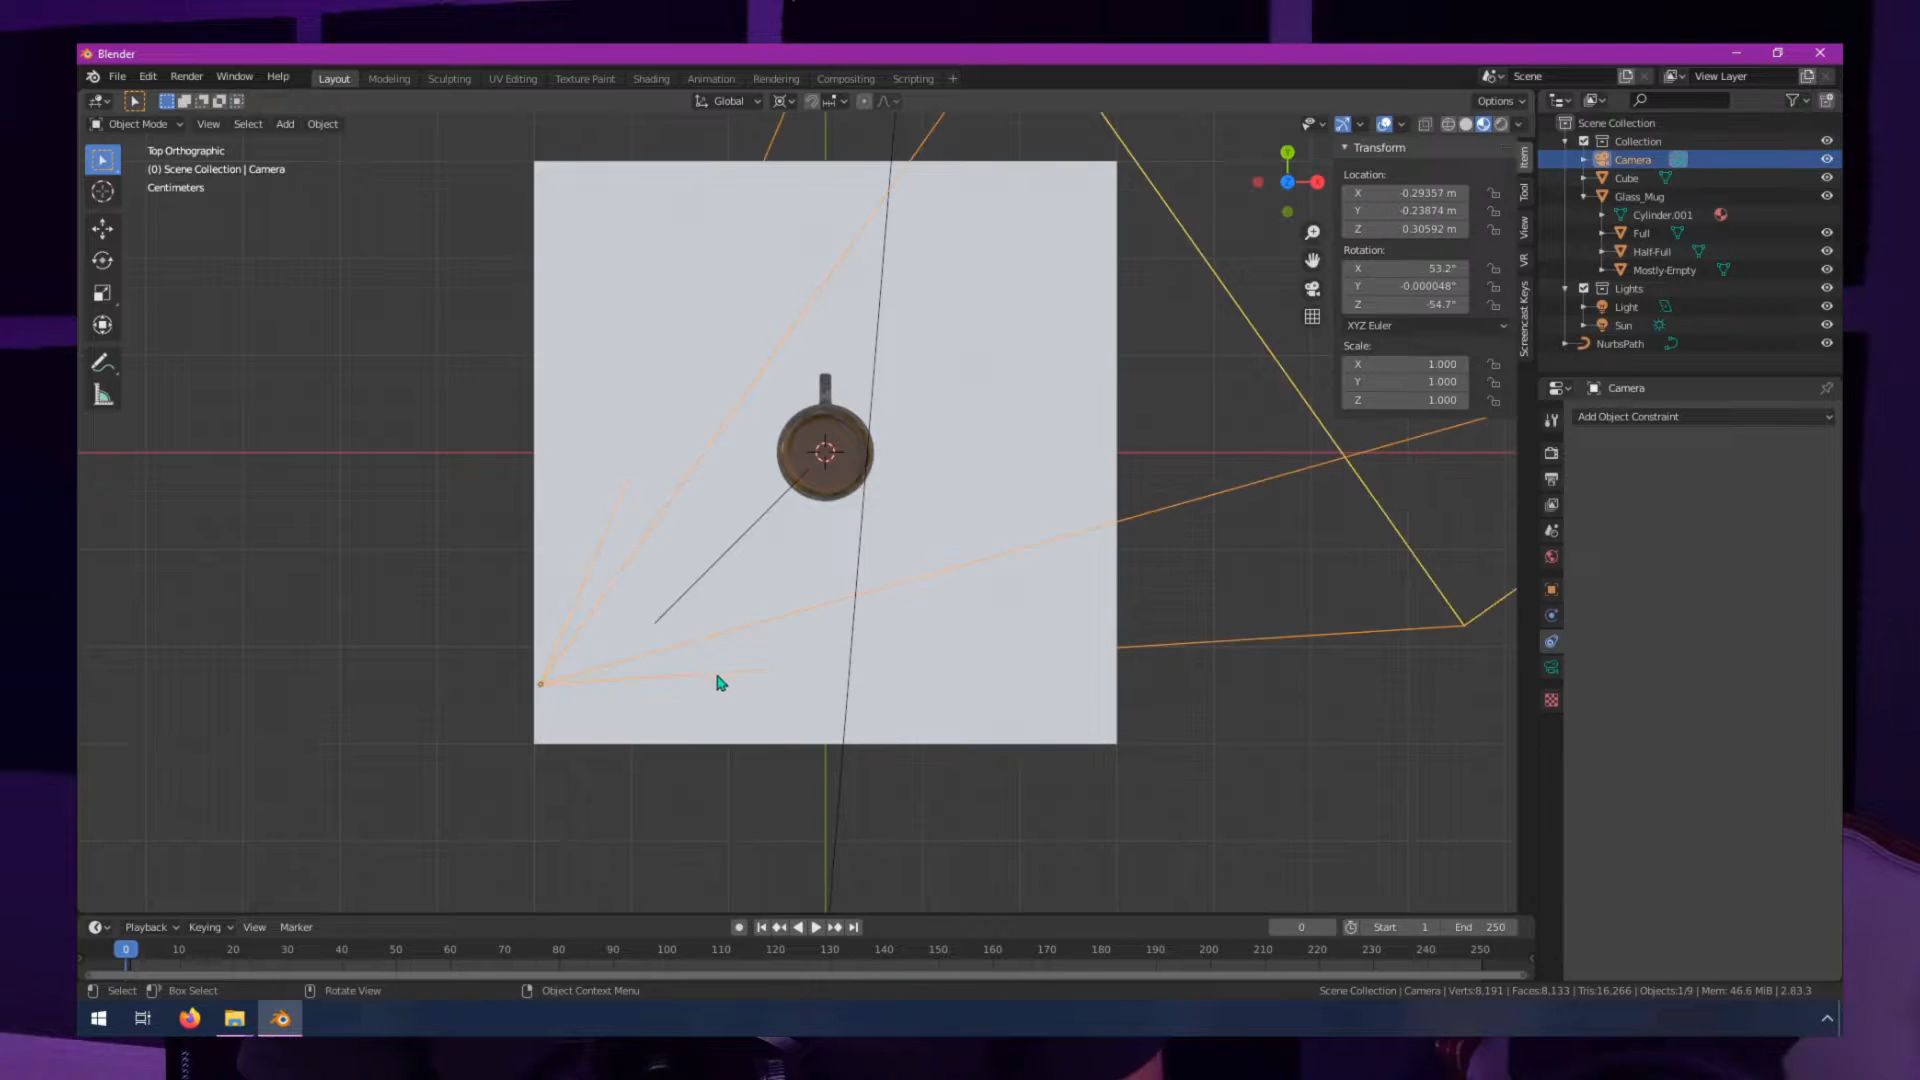 Blender
File Edit Render Window Help Layout Modeling Sculpting UV Editing Texture Paint Shading Animation Rendering Compositing Scripting + Scene View Layer
Global Options
Object Mode View Select Add Object
Top Orthographic
(0) Scene Collection | Camera
Centimeters
Y
Z
X
Transform
Location:
X -0.29357 m
Y -0.23874 m
Z 0.30592 m
Rotation:
X 53.2°
Y -0.000048°
Z -54.7°
XYZ Euler
Scale:
X 1.000
Y 1.000
Z 1.000
Item
Tool
View
VR
Screencast Keys
Scene Collection
Collection
Camera
Cube
Glass_Mug
Cylinder.001
Full
Half-Full
Mostly-Empty
Lights
Light
Sun
NurbsPath
Camera
Add Object Constraint
Playback Keying View Marker 0 Start 1 End 250
0 10 20 30 40 50 60 70 80 90 100 110 120 130 140 150 160 170 180 190 200 210 220 230 240 250
Select Box Select Rotate View Object Context Menu Scene Collection | Camera | Verts:8,191 | Faces:8,133 | Tris:16,266 | Objects:1/9 | Mem: 46.6 MiB | 2.83.3